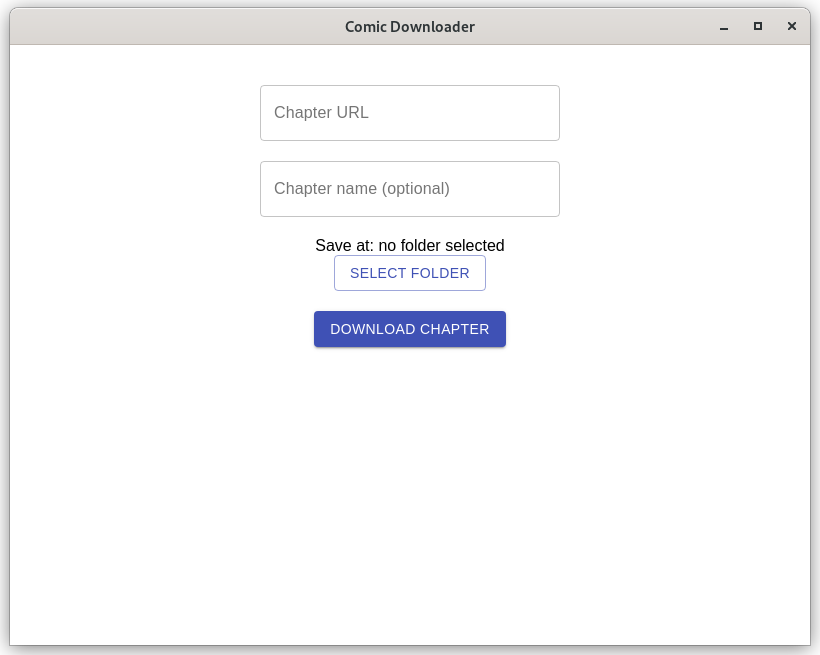 Comic Downloader
Chapter URL
Chapter name (optional)
Save at: no folder selected
SELECT FOLDER
DOWNLOAD CHAPTER